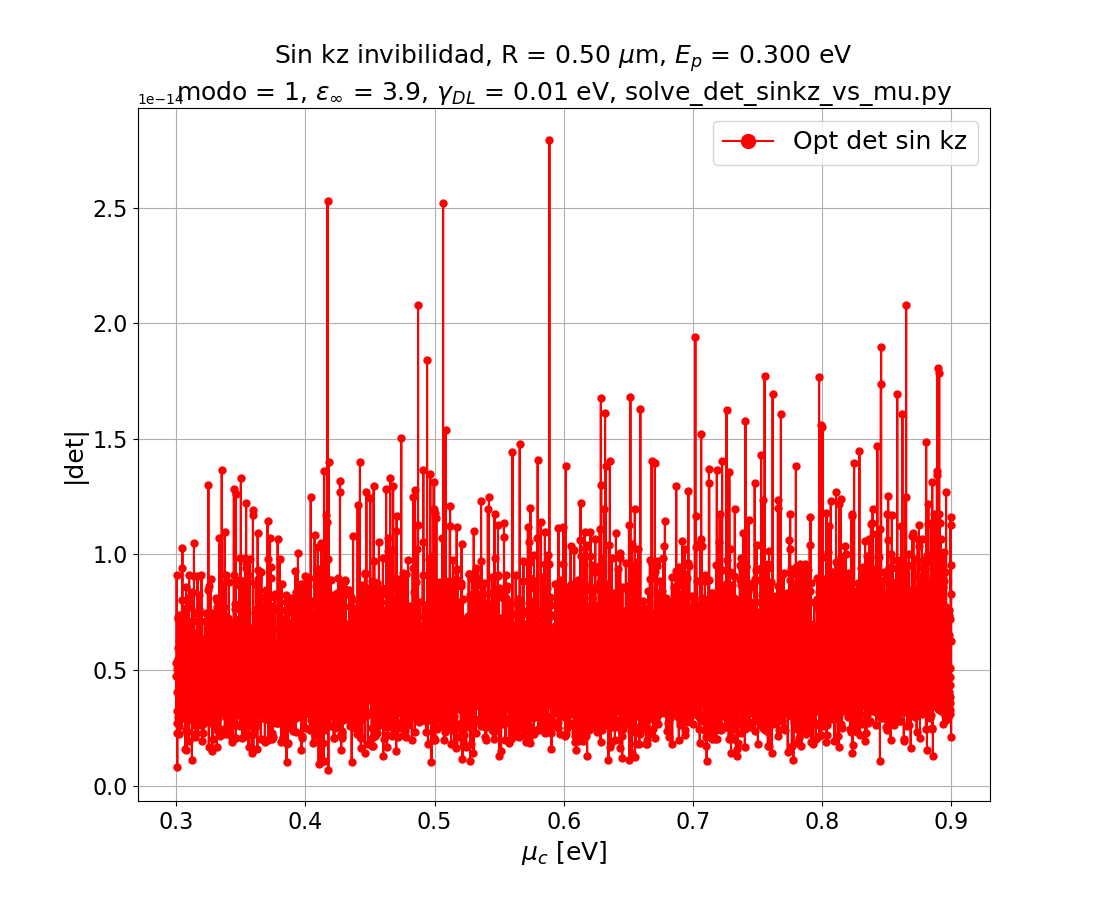 Sin kz invibilidad, R = 0.50 μm, E_p = 0.300 eV
modo = 1, ε_∞ = 3.9, γ_DL = 0.01 eV, solve_det_sinkz_vs_mu.py
1e−14
Opt det sin kz
2.5
2.0
1.5
1.0
0.5
0.0
|det|
0.3 0.4 0.5 0.6 0.7 0.8 0.9
μ_c [eV]